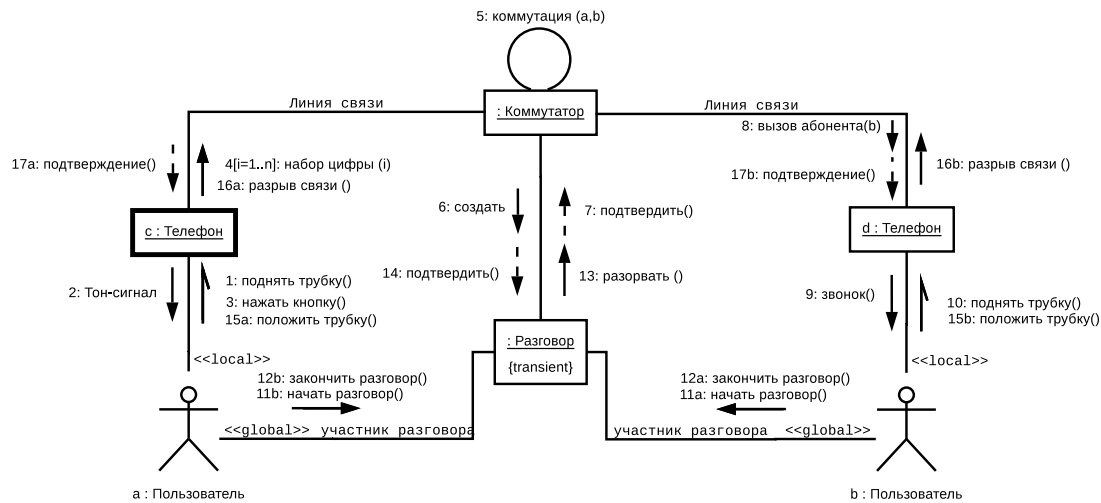 5: коммутация (a,b)
Линия связи
: Коммутатор
Линия связи
8: вызов абонента(b)
17a: подтверждение()
4[i=1..n]: набор цифры (i)
16a: разрыв связи ()
16b: разрыв связи ()
17b: подтверждение()
6: создать
7: подтвердить()
c : Телефон
d : Телефон
14: подтвердить()
13: разорвать ()
2: Тон-сигнал
1: поднять трубку()
3: нажать кнопку()
15a: положить трубку()
9: звонок()
10: поднять трубку()
15b: положить трубку()
: Разговор
{transient}
<<local>>
<<local>>
12b: закончить разговор()
11b: начать разговор()
12a: закончить разговор()
11a: начать разговор()
<<global>> участник разговора
участник разговора <<global>>
a : Пользователь
b : Пользователь